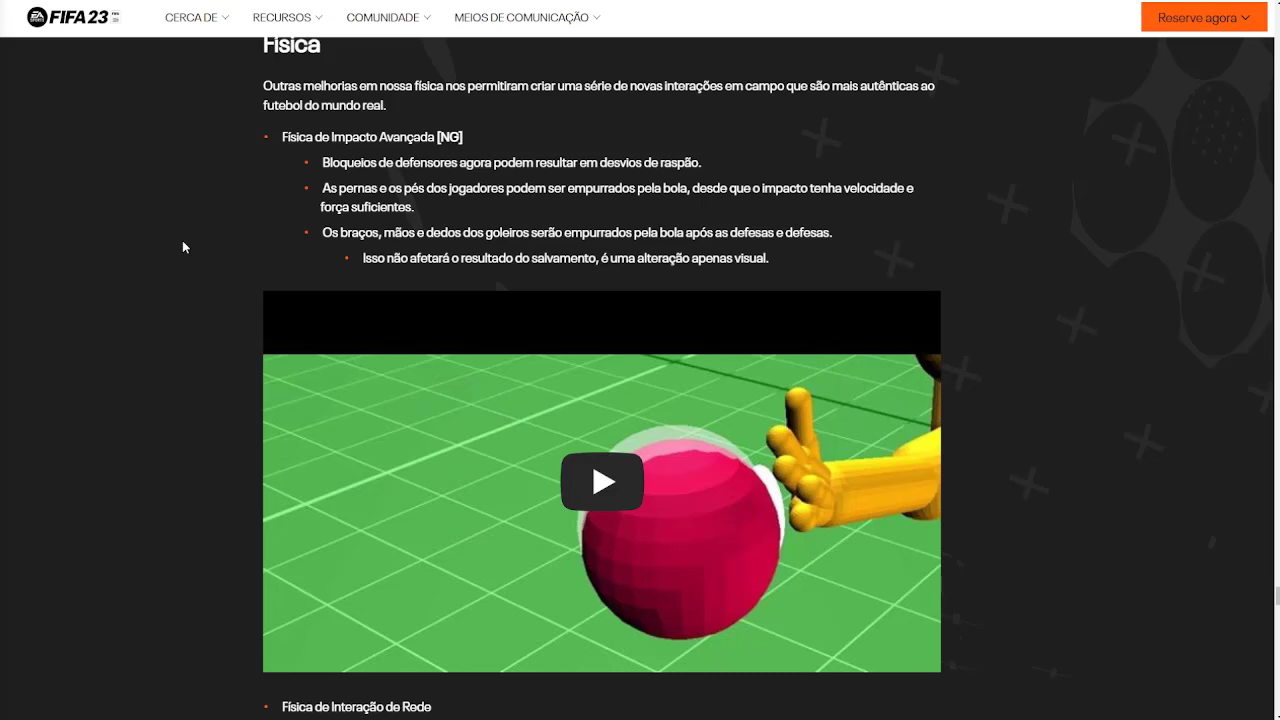 EA SPORTS FIFA 23 CERCA DE RECURSOS COMUNIDADE MEIOS DE COMUNICAÇÃO Reserve agora
Física
Outras melhorias em nossa física nos permitiram criar uma série de novas interações em campo que são mais autênticas ao
futebol do mundo real.
Física de Impacto Avançada [NG]
Bloqueios de defensores agora podem resultar em desvios de raspão.
As pernas e os pés dos jogadores podem ser empurrados pela bola, desde que o impacto tenha velocidade e
força suficientes.
Os braços, mãos e dedos dos goleiros serão empurrados pela bola após as defesas e defesas.
Isso não afetará o resultado do salvamento, é uma alteração apenas visual.
Física de Interação de Rede